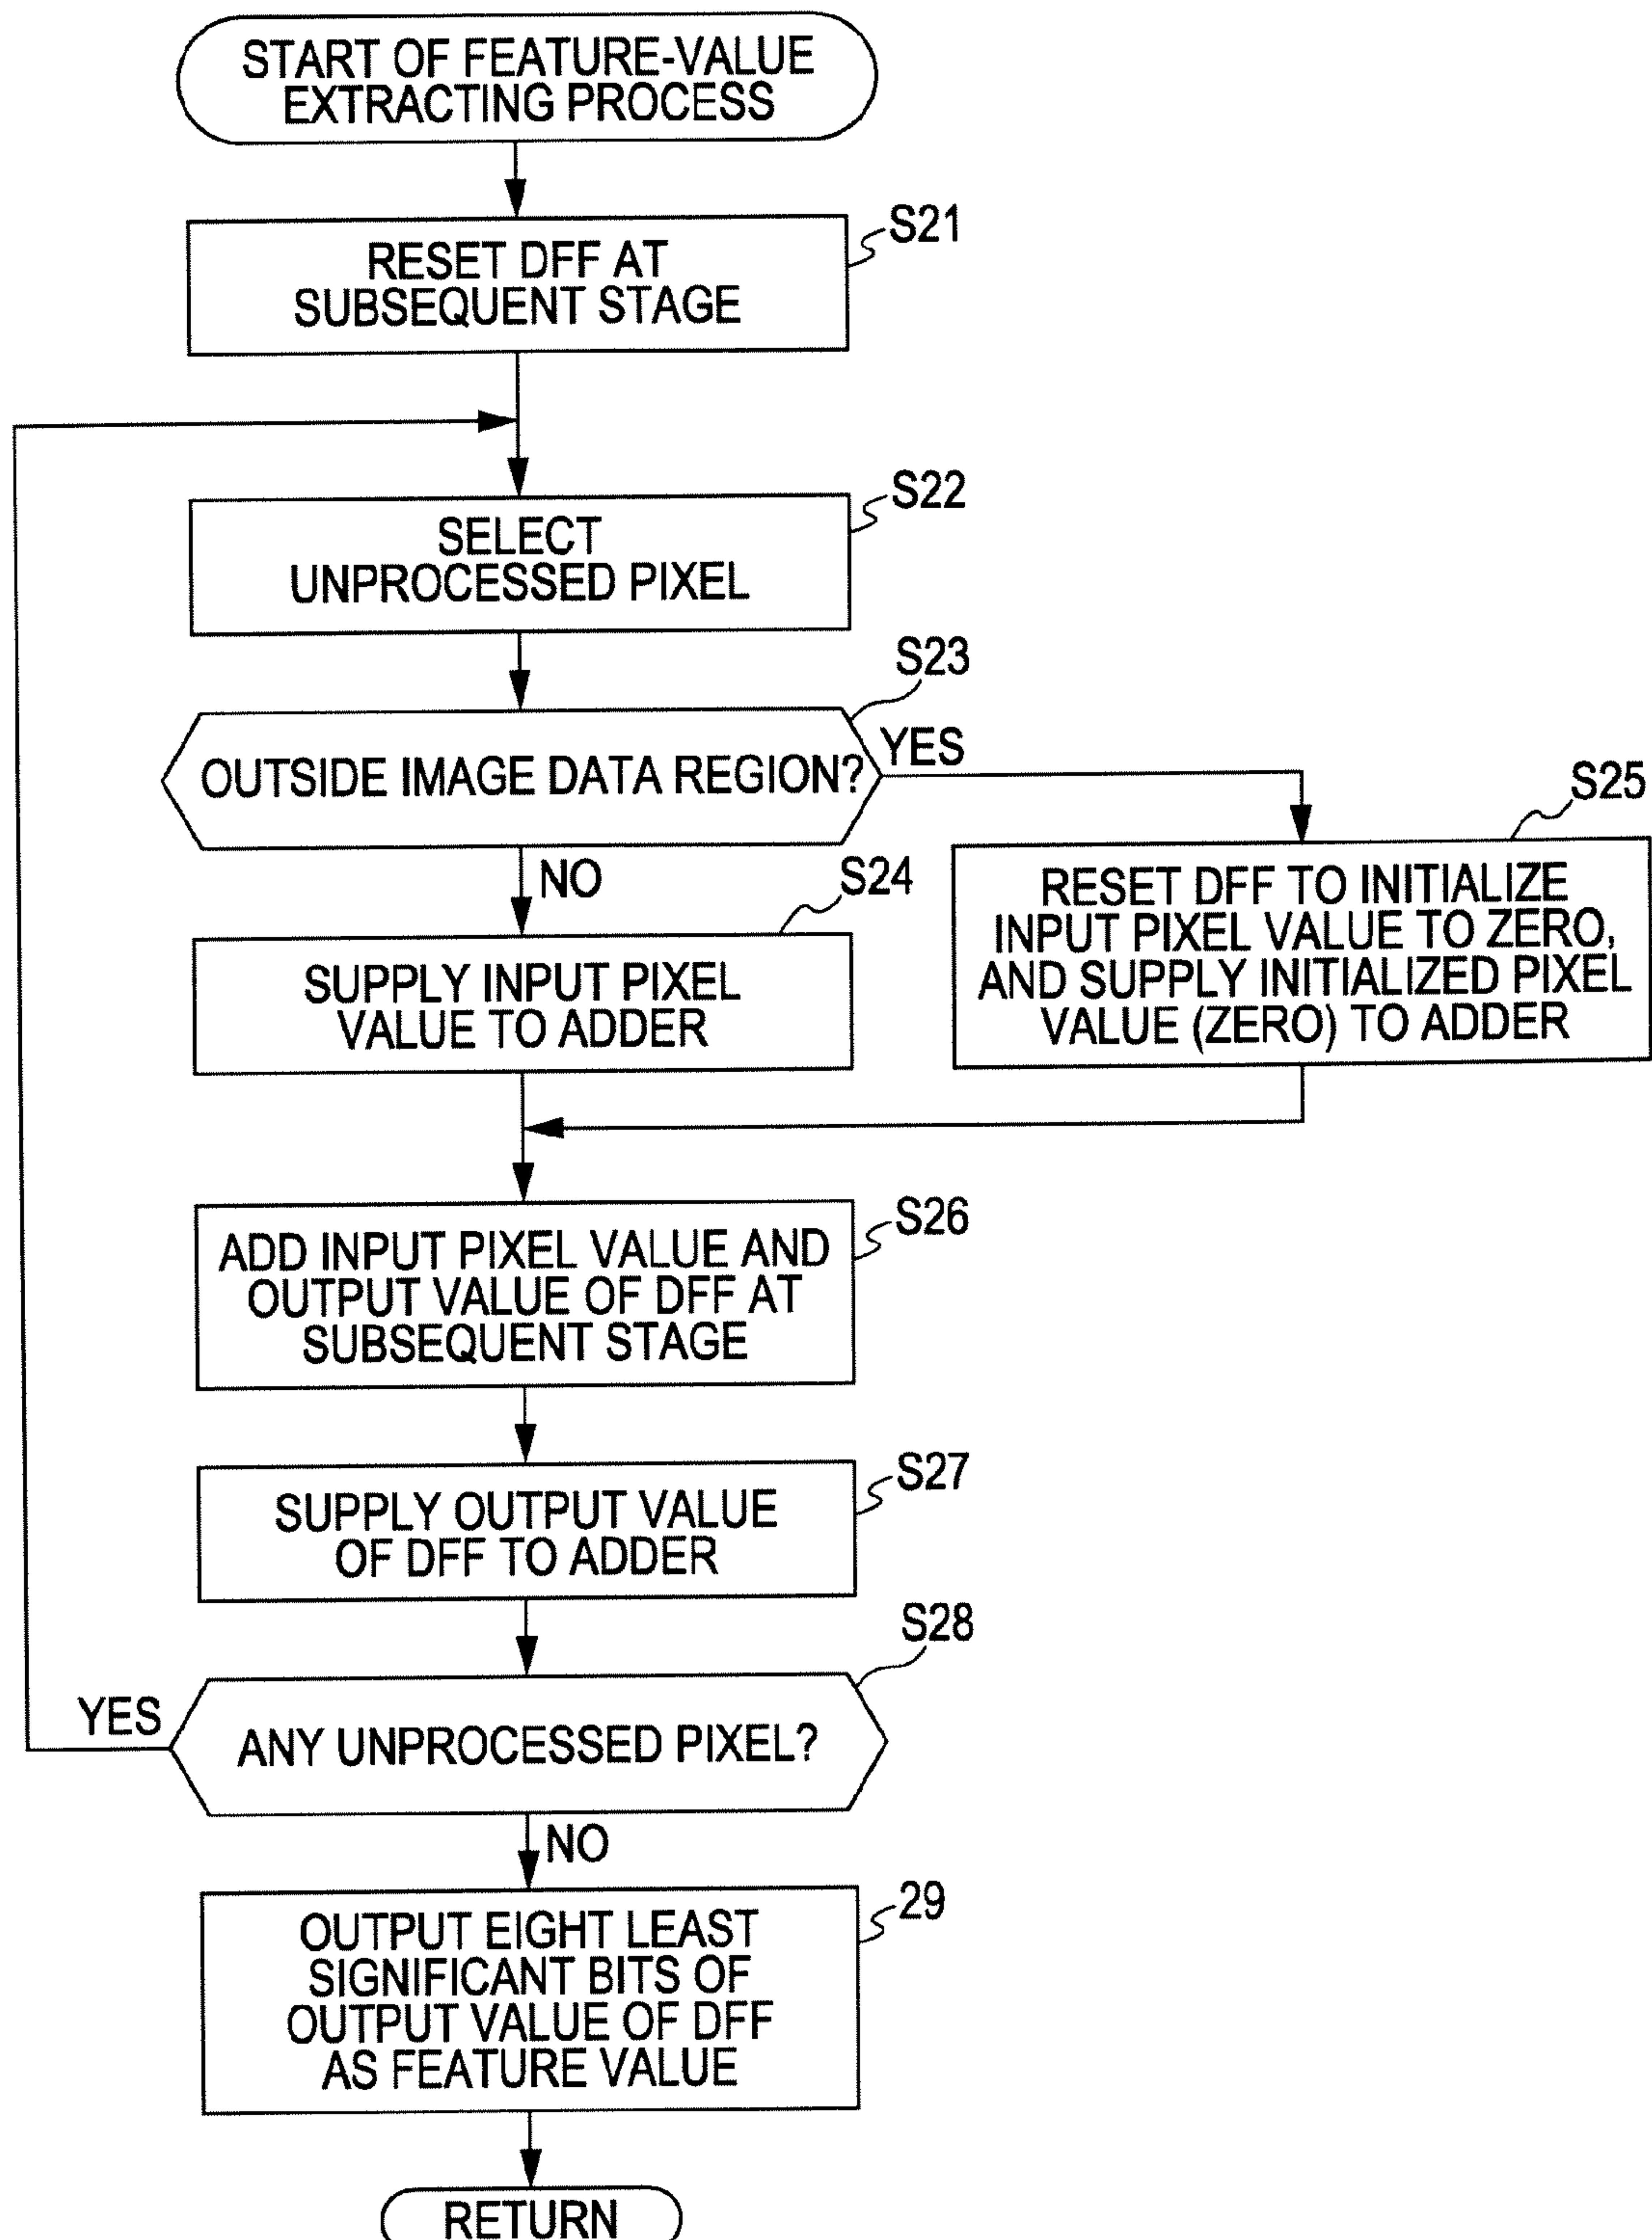 START OF FEATURE-VALUE
EXTRACTING PROCESS
S21
RESET DFF AT
SUBSEQUENT STAGE
S22
SELECT
UNPROCESSED PIXEL
S23
OUTSIDE IMAGE DATA REGION?
YES
NO
S24
SUPPLY INPUT PIXEL
VALUE TO ADDER
S25
RESET DFF TO INITIALIZE
INPUT PIXEL VALUE TO ZERO,
AND SUPPLY INITIALIZED PIXEL
VALUE (ZERO) TO ADDER
S26
ADD INPUT PIXEL VALUE AND
OUTPUT VALUE OF DFF AT
SUBSEQUENT STAGE
S27
SUPPLY OUTPUT VALUE
OF DFF TO ADDER
S28
YES
ANY UNPROCESSED PIXEL?
NO
29
OUTPUT EIGHT LEAST
SIGNIFICANT BITS OF
OUTPUT VALUE OF DFF
AS FEATURE VALUE
RETURN